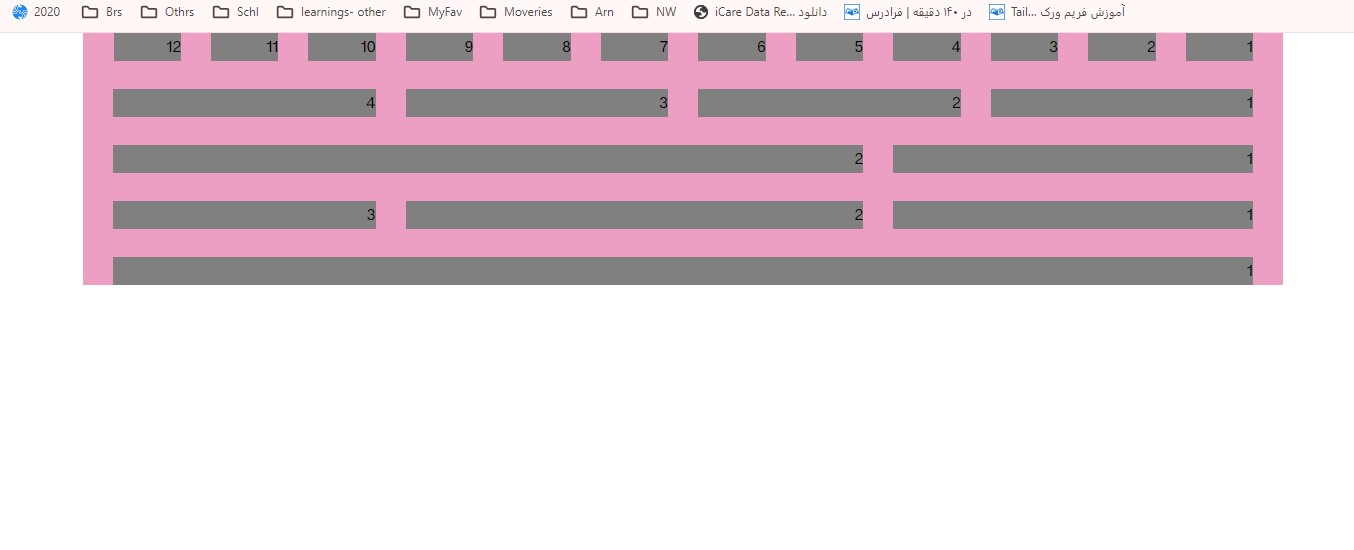 2020 Brs Othrs Schl learnings- other MyFav Moveries Arn NW دانلود iCare Data Re... در ۱۴۰ دقیقه | فرادرس آموزش فریم ورک Tail...
12 11 10 9 8 7 6 5 4 3 2 1
4 3 2 1
2 1
3 2 1
1